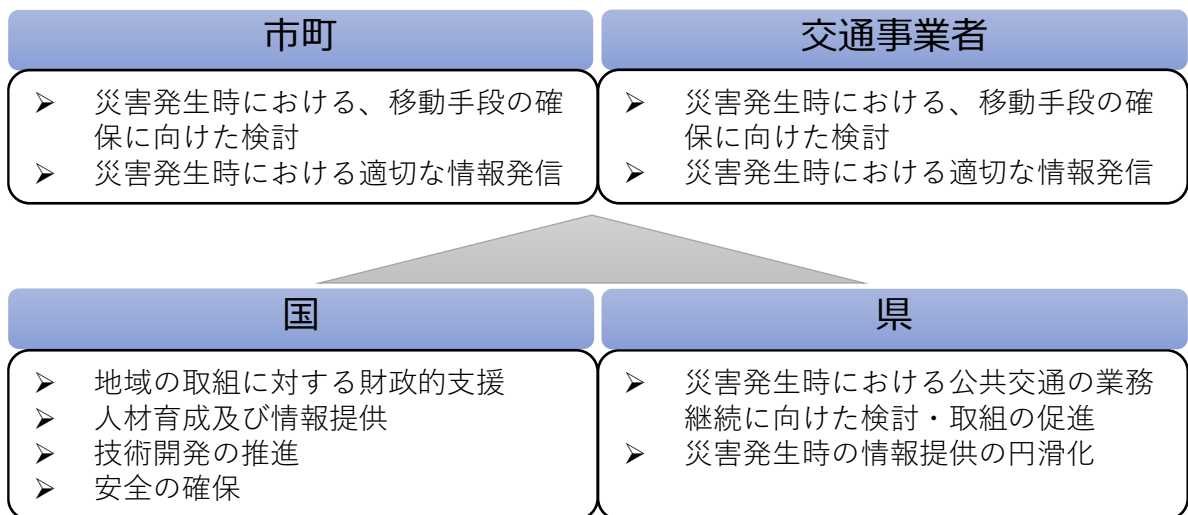 市町
➢ 災害発生時における、移動手段の確
保に向けた検討
➢ 災害発生時における適切な情報発信
交通事業者
➢ 災害発生時における、移動手段の確
保に向けた検討
➢ 災害発生時における適切な情報発信
国
➢ 地域の取組に対する財政的支援
➢ 人材育成及び情報提供
➢ 技術開発の推進
➢ 安全の確保
県
➢ 災害発生時における公共交通の業務
継続に向けた検討・取組の促進
➢ 災害発生時の情報提供の円滑化